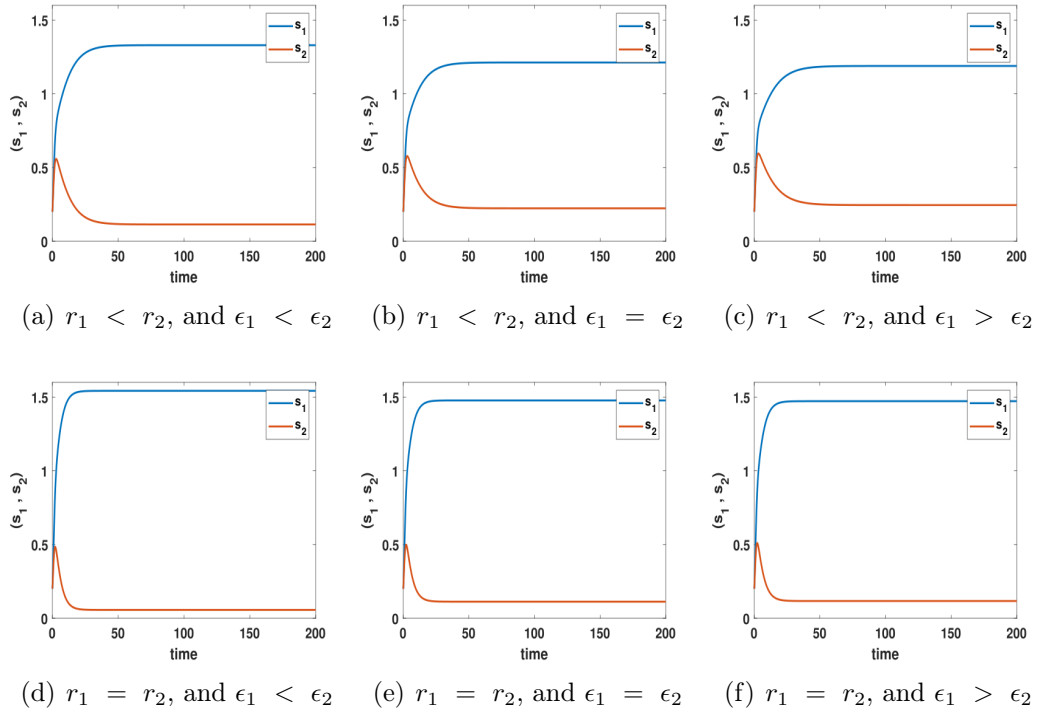 1.5
1
0.5
0
(s₁ , s₂)
s₁
s₂
0 50 100 150 200
time
(a) r₁ < r₂, and ϵ₁ < ϵ₂
1.5
1
0.5
0
(s₁ , s₂)
s₁
s₂
0 50 100 150 200
time
(b) r₁ < r₂, and ϵ₁ = ϵ₂
1.5
1
0.5
0
(s₁ , s₂)
s₁
s₂
0 50 100 150 200
time
(c) r₁ < r₂, and ϵ₁ > ϵ₂
1.5
1
0.5
0
(s₁ , s₂)
s₁
s₂
0 50 100 150 200
time
(d) r₁ = r₂, and ϵ₁ < ϵ₂
1.5
1
0.5
0
(s₁ , s₂)
s₁
s₂
0 50 100 150 200
time
(e) r₁ = r₂, and ϵ₁ = ϵ₂
1.5
1
0.5
0
(s₁ , s₂)
s₁
s₂
0 50 100 150 200
time
(f) r₁ = r₂, and ϵ₁ > ϵ₂